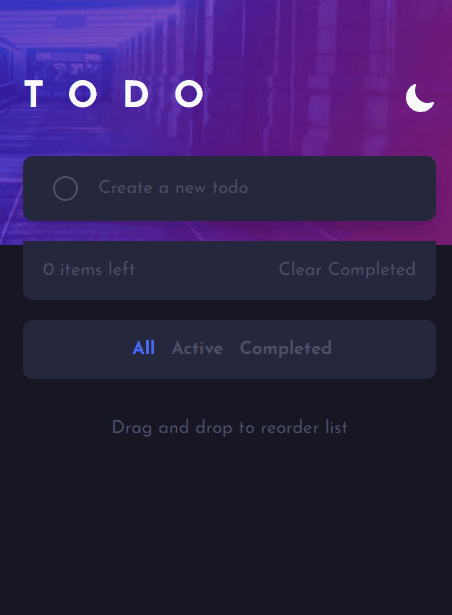 TODO
Create a new todo
0 items left Clear Completed
All Active Completed
Drag and drop to reorder list